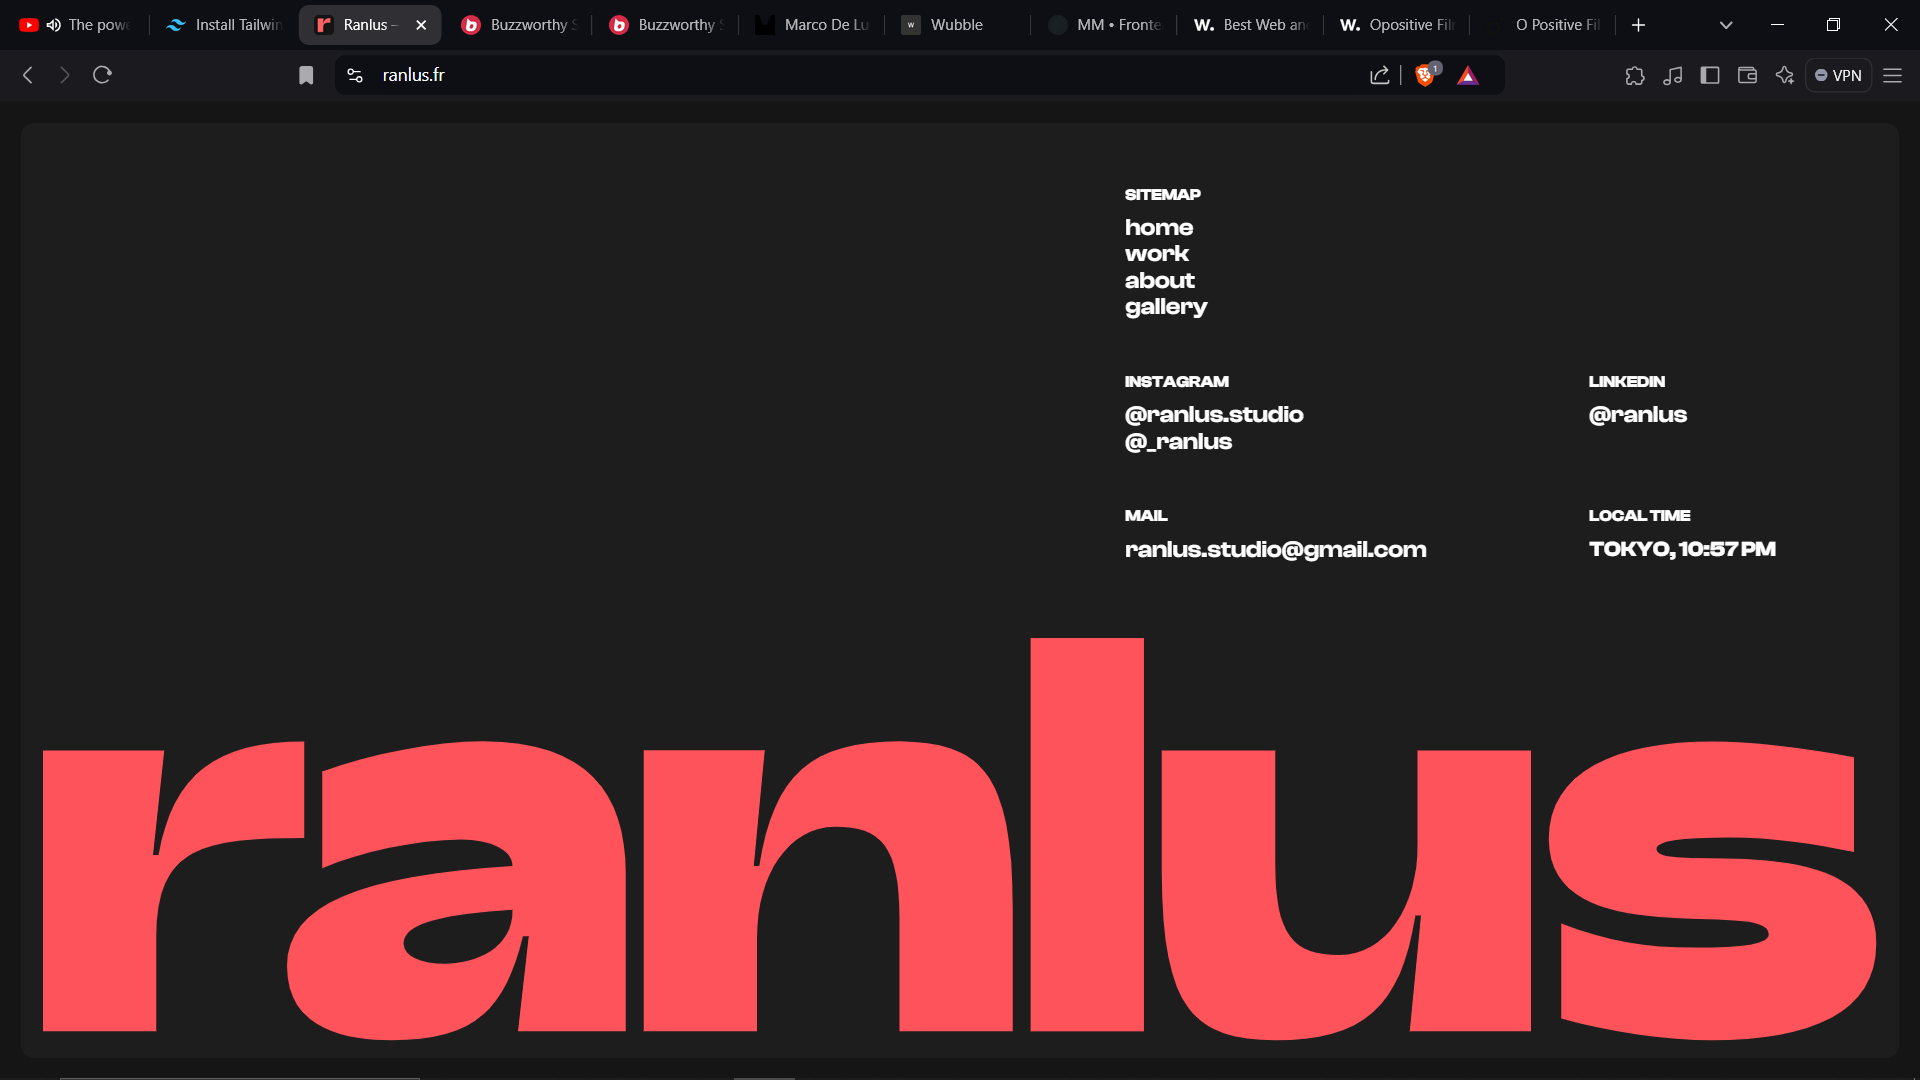 The powe
Install Tailwin
Ranlus –
Buzzworthy S
Buzzworthy S
Marco De Lu
W Wubble
MM • Fronte
W. Best Web an
W. Opositive Fil
O Positive Fi
ranlus.fr
1
VPN
SITEMAP
home
work
about
gallery
INSTAGRAM
@ranlus.studio
@_ranlus
LINKEDIN
@ranlus
MAIL
ranlus.studio@gmail.com
LOCAL TIME
TOKYO, 10:57 PM
ranlus